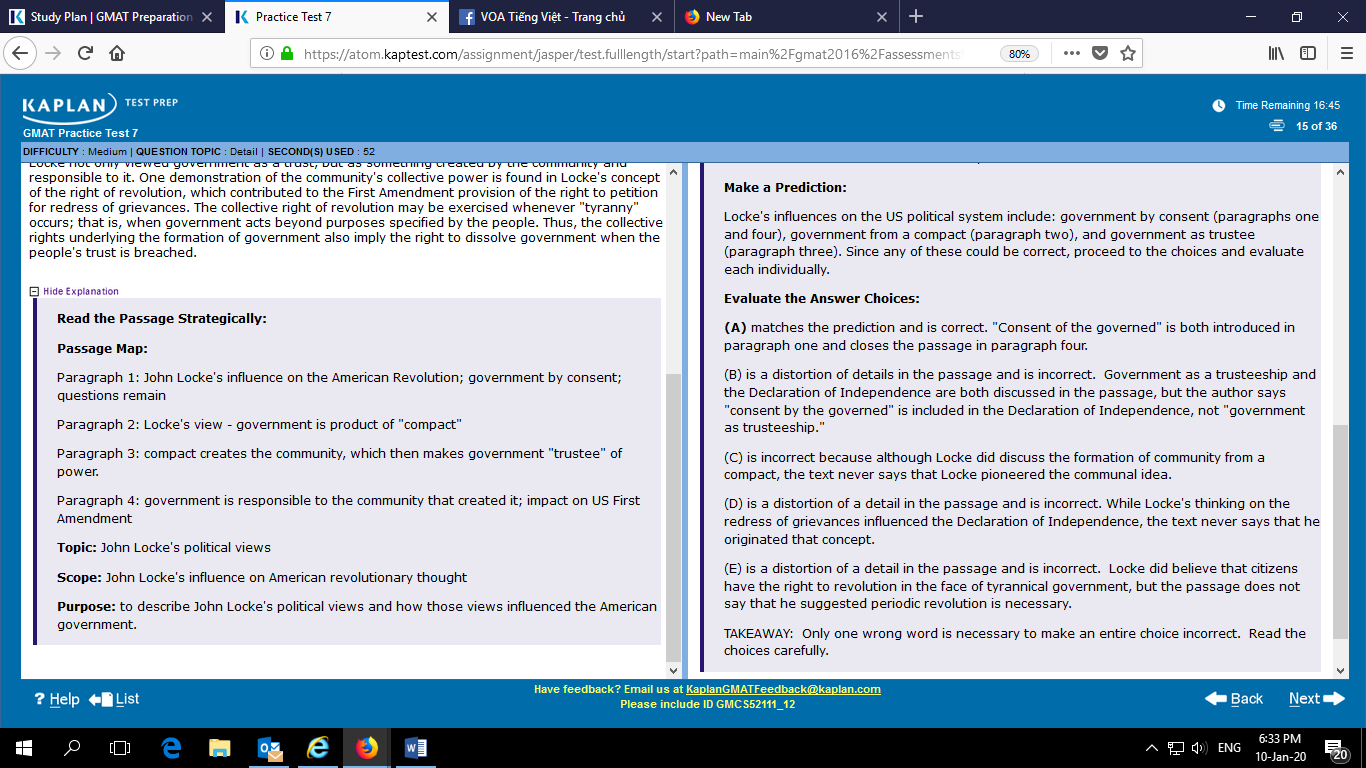 Study Plan | GMAT Preparation
Practice Test 7
VOA Tiếng Việt - Trang chủ
New Tab
https://atom.kaptest.com/assignment/jasper/test.fulllength/start?path=main%2Fgmat2016%2Fassessments
80%
KAPLAN TEST PREP
Time Remaining 16:45
GMAT Practice Test 7
15 of 36
DIFFICULTY : Medium | QUESTION TOPIC : Detail | SECOND(S) USED : 52
Locke not only viewed government as a trust, but as something created by the community and
responsible to it. One demonstration of the community's collective power is found in Locke's concept
of the right of revolution, which contributed to the First Amendment provision of the right to petition
for redress of grievances. The collective right of revolution may be exercised whenever "tyranny"
occurs; that is, when government acts beyond purposes specified by the people. Thus, the collective
rights underlying the formation of government also imply the right to dissolve government when the
people's trust is breached.
Hide Explanation
Read the Passage Strategically:
Passage Map:
Paragraph 1: John Locke's influence on the American Revolution; government by consent;
questions remain
Paragraph 2: Locke's view - government is product of "compact"
Paragraph 3: compact creates the community, which then makes government "trustee" of
power.
Paragraph 4: government is responsible to the community that created it; impact on US First
Amendment
Topic: John Locke's political views
Scope: John Locke's influence on American revolutionary thought
Purpose: to describe John Locke's political views and how those views influenced the American
government.
Make a Prediction:
Locke's influences on the US political system include: government by consent (paragraphs one
and four), government from a compact (paragraph two), and government as trustee
(paragraph three). Since any of these could be correct, proceed to the choices and evaluate
each individually.
Evaluate the Answer Choices:
(A) matches the prediction and is correct. "Consent of the governed" is both introduced in
paragraph one and closes the passage in paragraph four.
(B) is a distortion of details in the passage and is incorrect.  Government as a trusteeship and
the Declaration of Independence are both discussed in the passage, but the author says
"consent by the governed" is included in the Declaration of Independence, not "government
as trusteeship."
(C) is incorrect because although Locke did discuss the formation of community from a
compact, the text never says that Locke pioneered the communal idea.
(D) is a distortion of a detail in the passage and is incorrect. While Locke's thinking on the
redress of grievances influenced the Declaration of Independence, the text never says that he
originated that concept.
(E) is a distortion of a detail in the passage and is incorrect.  Locke did believe that citizens
have the right to revolution in the face of tyrannical government, but the passage does not
say that he suggested periodic revolution is necessary.
TAKEAWAY:  Only one wrong word is necessary to make an entire choice incorrect.  Read the
choices carefully.
? Help
List
Have feedback? Email us at KaplanGMATFeedback@kaplan.com
Please include ID GMCS52111_12
Back
Next
ENG
6:33 PM
10-Jan-20
20